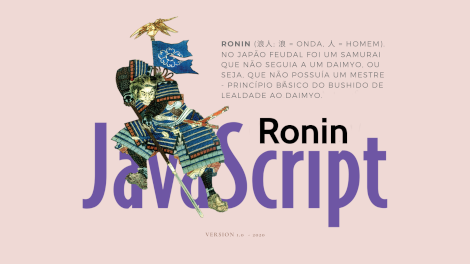 RONIN (浪人: 浪 = ONDA, 人 = HOMEM).
NO JAPÃO FEUDAL FOI UM SAMURAI
QUE NÃO SEGUIA A UM DAIMYO, OU
SEJA, QUE NÃO POSSUÍA UM MESTRE
- PRINCÍPIO BÁSICO DO BUSHIDO DE
LEALDADE AO DAIMYO.
Ronin
JavaScript
VERSION 1.0. - 2020